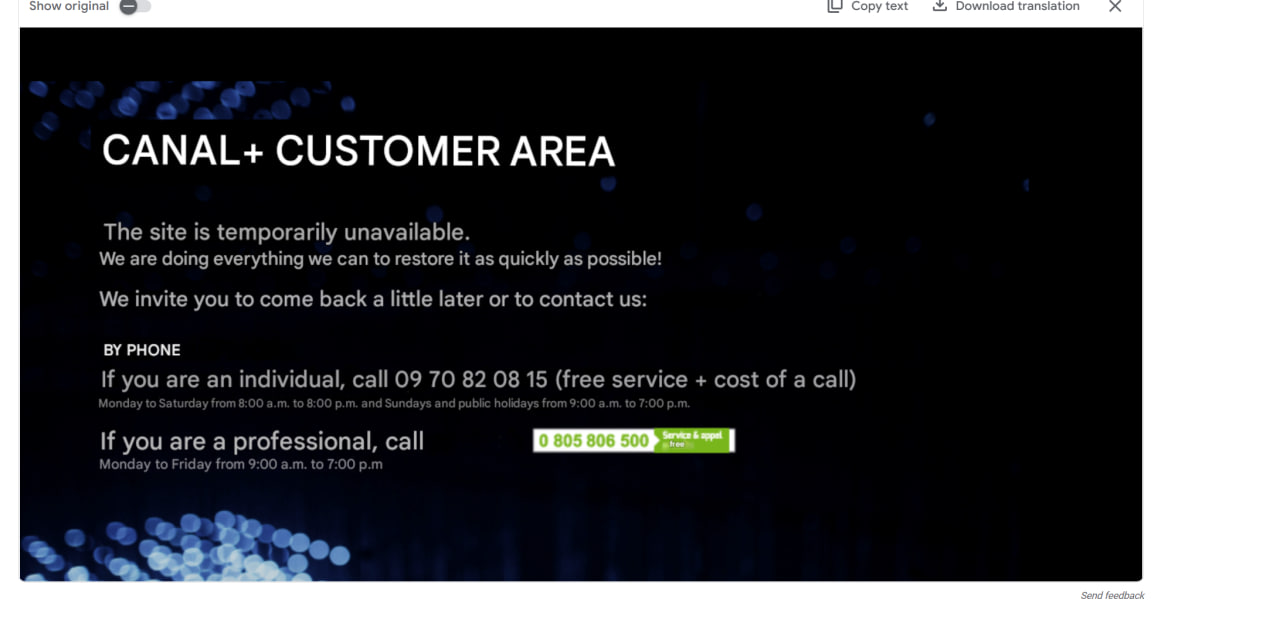 Show original
Copy text
Download translation
CANAL+ CUSTOMER AREA
The site is temporarily unavailable.
We are doing everything we can to restore it as quickly as possible!
We invite you to come back a little later or to contact us:
BY PHONE
If you are an individual, call 09 70 82 08 15 (free service + cost of a call)
Monday to Saturday from 8:00 a.m. to 8:00 p.m. and Sundays and public holidays from 9:00 a.m. to 7:00 p.m.
If you are a professional, call
0 805 806 500
Service & appel
free
Monday to Friday from 9:00 a.m. to 7:00 p.m
Send feedback